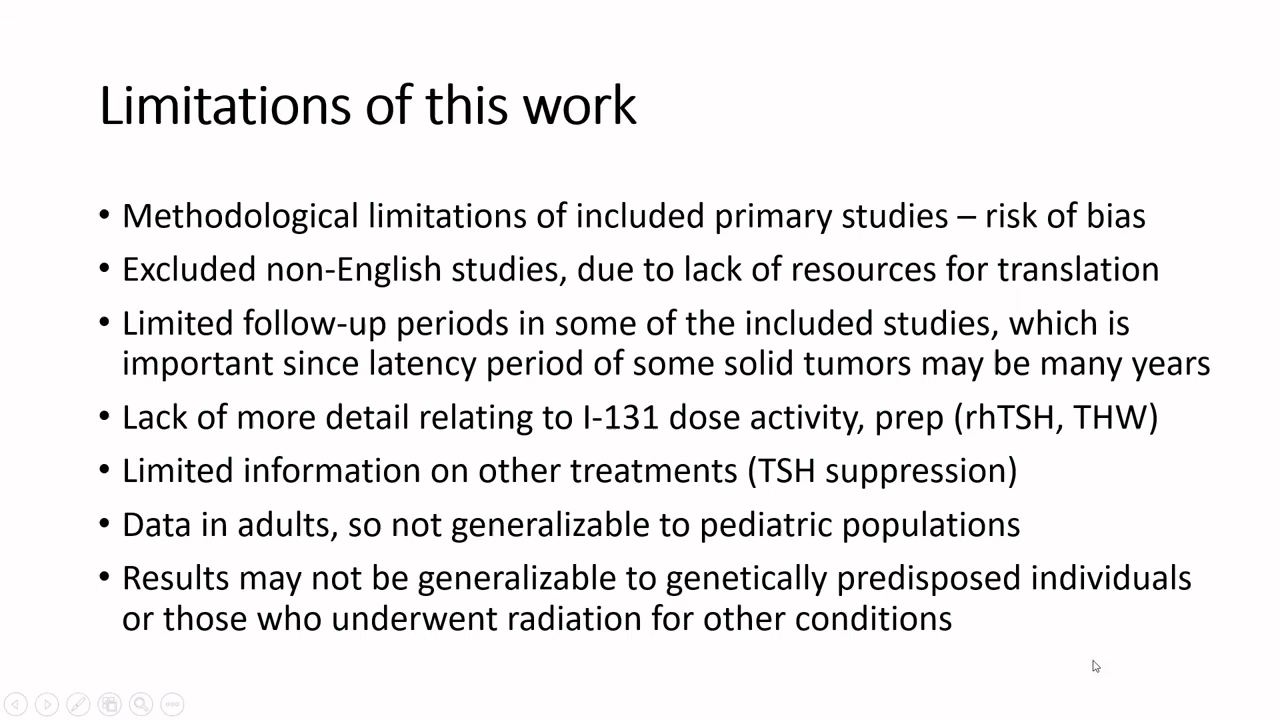 Limitations of this work
• Methodological limitations of included primary studies – risk of bias
• Excluded non-English studies, due to lack of resources for translation
• Limited follow-up periods in some of the included studies, which is
important since latency period of some solid tumors may be many years
• Lack of more detail relating to I-131 dose activity, prep (rhTSH, THW)
• Limited information on other treatments (TSH suppression)
• Data in adults, so not generalizable to pediatric populations
• Results may not be generalizable to genetically predisposed individuals
or those who underwent radiation for other conditions